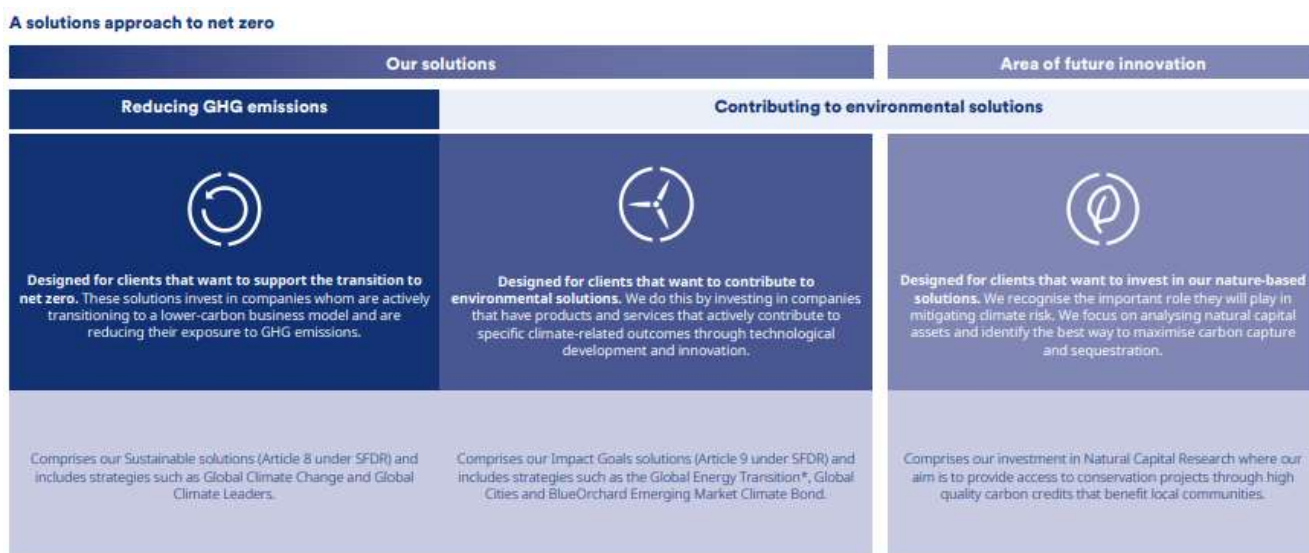 A solutions approach to net zero
Our solutions
Area of future innovation
Reducing GHG emissions
Contributing to environmental solutions
Designed for clients that want to support the transition to
net zero. These solutions invest in companies whom are actively
transitioning to a lower-carbon business model and are
reducing their exposure to GHG emissions.
Designed for clients that want to contribute to
environmental solutions. We do this by investing in companies
that have products and services that actively contribute to
specific climate-related outcomes through technological
development and innovation.
Designed for clients that want to invest in our nature-based
solutions. We recognise the important role they will play in
mitigating climate risk. We focus on analysing natural capital
assets and identify the best way to maximise carbon capture
and sequestration.
Comprises our Sustainable solutions (Article 8 under SFDR) and
includes strategies such as Global Climate Change and Global
Climate Leaders.
Comprises our Impact Goals solutions (Article 9 under SFDR) and
includes strategies such as the Global Energy Transition*, Global
Cities and BlueOrchard Emerging Market Climate Bond.
Comprises our investment in Natural Capital Research where our
aim is to provide access to conservation projects through high
quality carbon credits that benefit local communities.